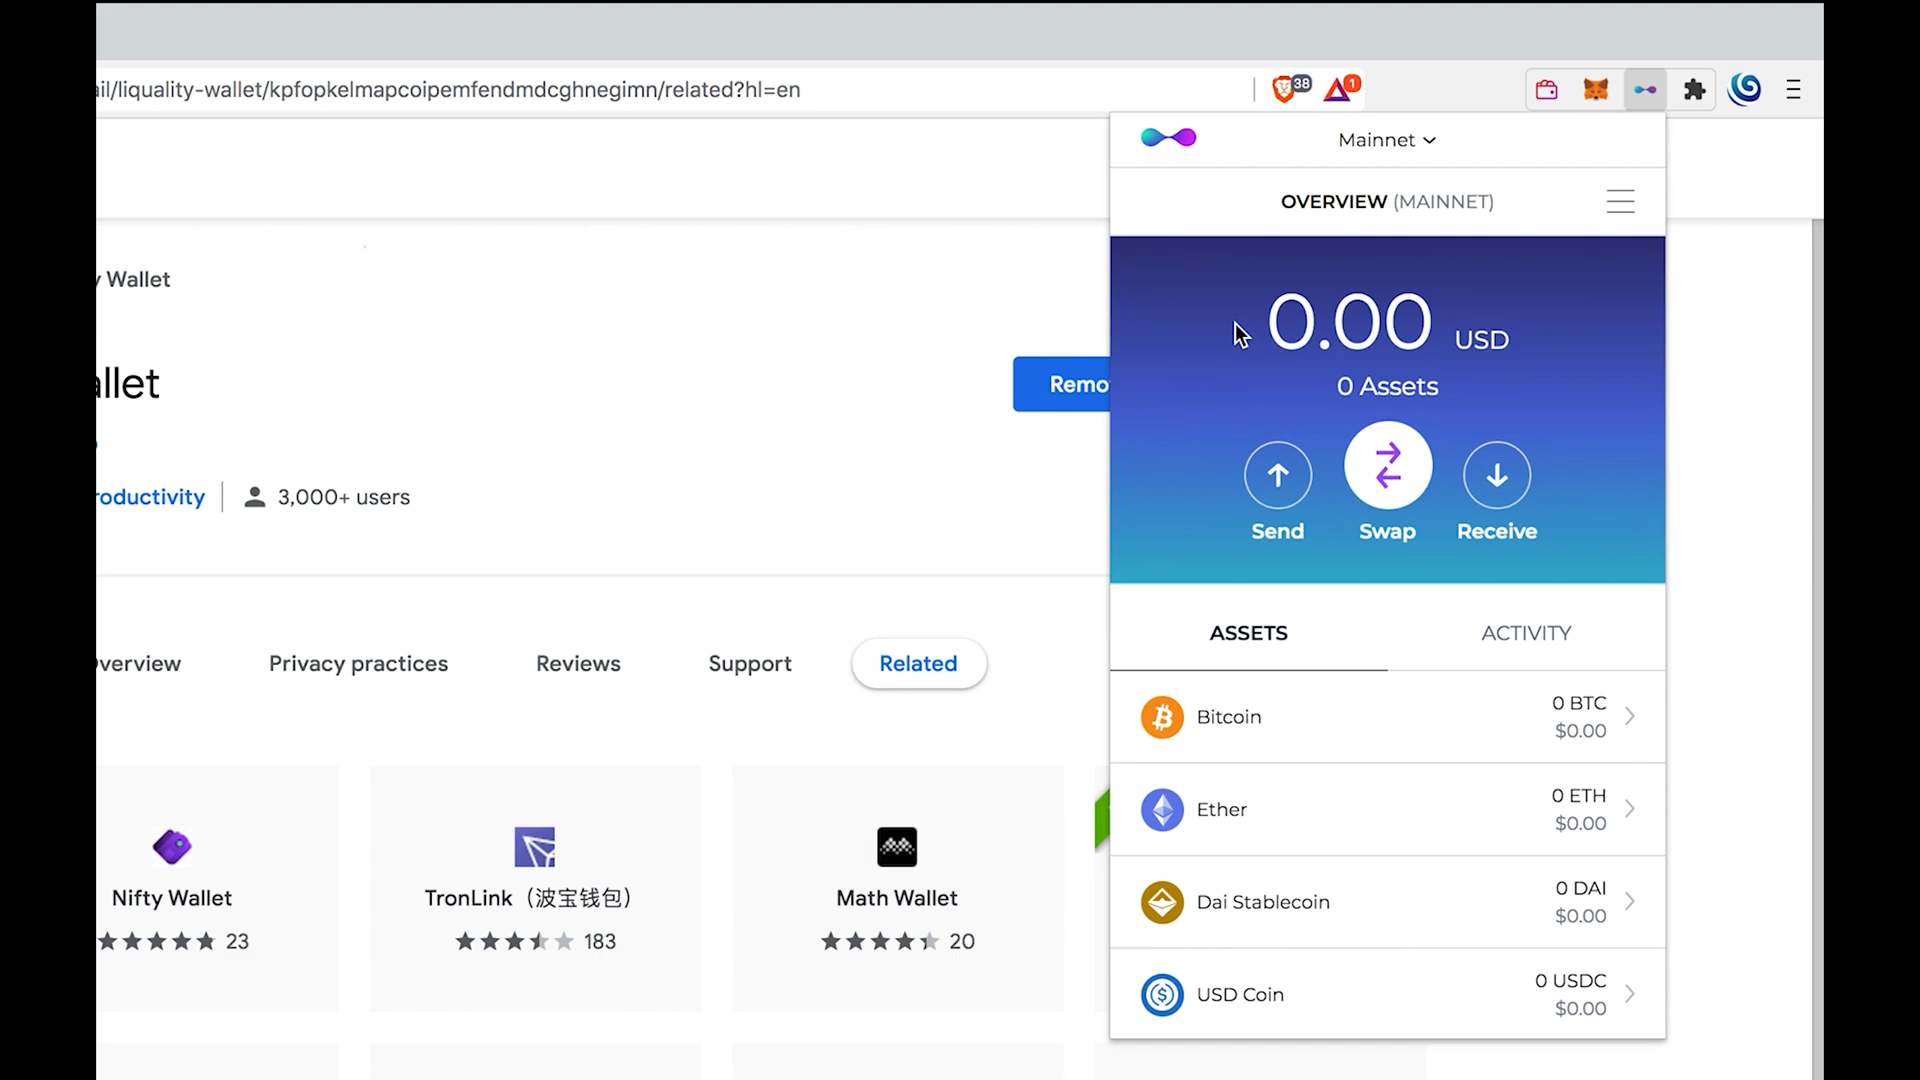 ail/liquality-wallet/kpfopkelmapcoipemfendmdcghnegimn/related?hl=en
38
1
Mainnet
OVERVIEW (MAINNET)
y Wallet
0.00 USD
allet
Remo
0 Assets
roductivity
3,000+ users
Send
Swap
Receive
verview
Privacy practices
Reviews
Support
Related
ASSETS
ACTIVITY
Bitcoin
0 BTC
$0.00
Ether
0 ETH
$0.00
Dai Stablecoin
0 DAI
$0.00
USD Coin
0 USDC
$0.00
Nifty Wallet
23
TronLink（波宝钱包）
183
Math Wallet
20